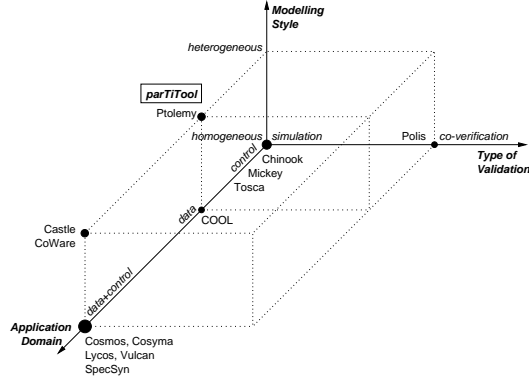 Modelling
Style
heterogeneous
parTiTool
Ptolemy
homogeneous
simulation
Polis
co-verification
control
Chinook
Type of
Validation
Mickey
Tosca
data
COOL
Castle
CoWare
data+control
Application
Domain
Cosmos, Cosyma
Lycos, Vulcan
SpecSyn